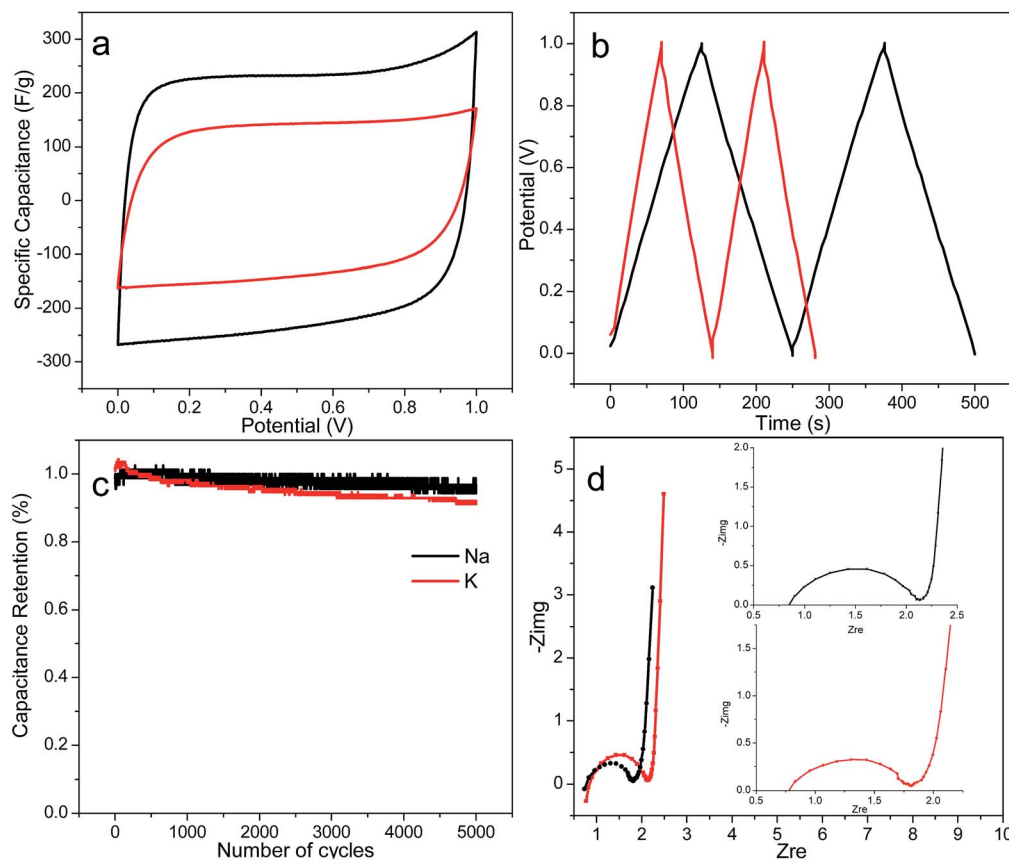 a
300
200
100
0
-100
-200
-300
Specific Capacitance (F/g)
0.0 0.2 0.4 0.6 0.8 1.0
Potential (V)
b
1.0
0.8
0.6
0.4
0.2
0.0
Potential (V)
0 100 200 300 400 500
Time (s)
c
1.0
0.8
0.6
0.4
0.2
0.0
Capacitance Retention (%)
Na
K
0 1000 2000 3000 4000 5000
Number of cycles
d
5
4
3
2
1
0
-Zimg
1 2 3 4 5 6 7 8 9 10
Zre
2.0
1.5
1.0
0.5
0.0
-Zimg
0.5 1.0 1.5 2.0 2.5
Zre
1.5
1.0
0.5
0.0
-Zimg
0.5 1.0 1.5 2.0
Zre